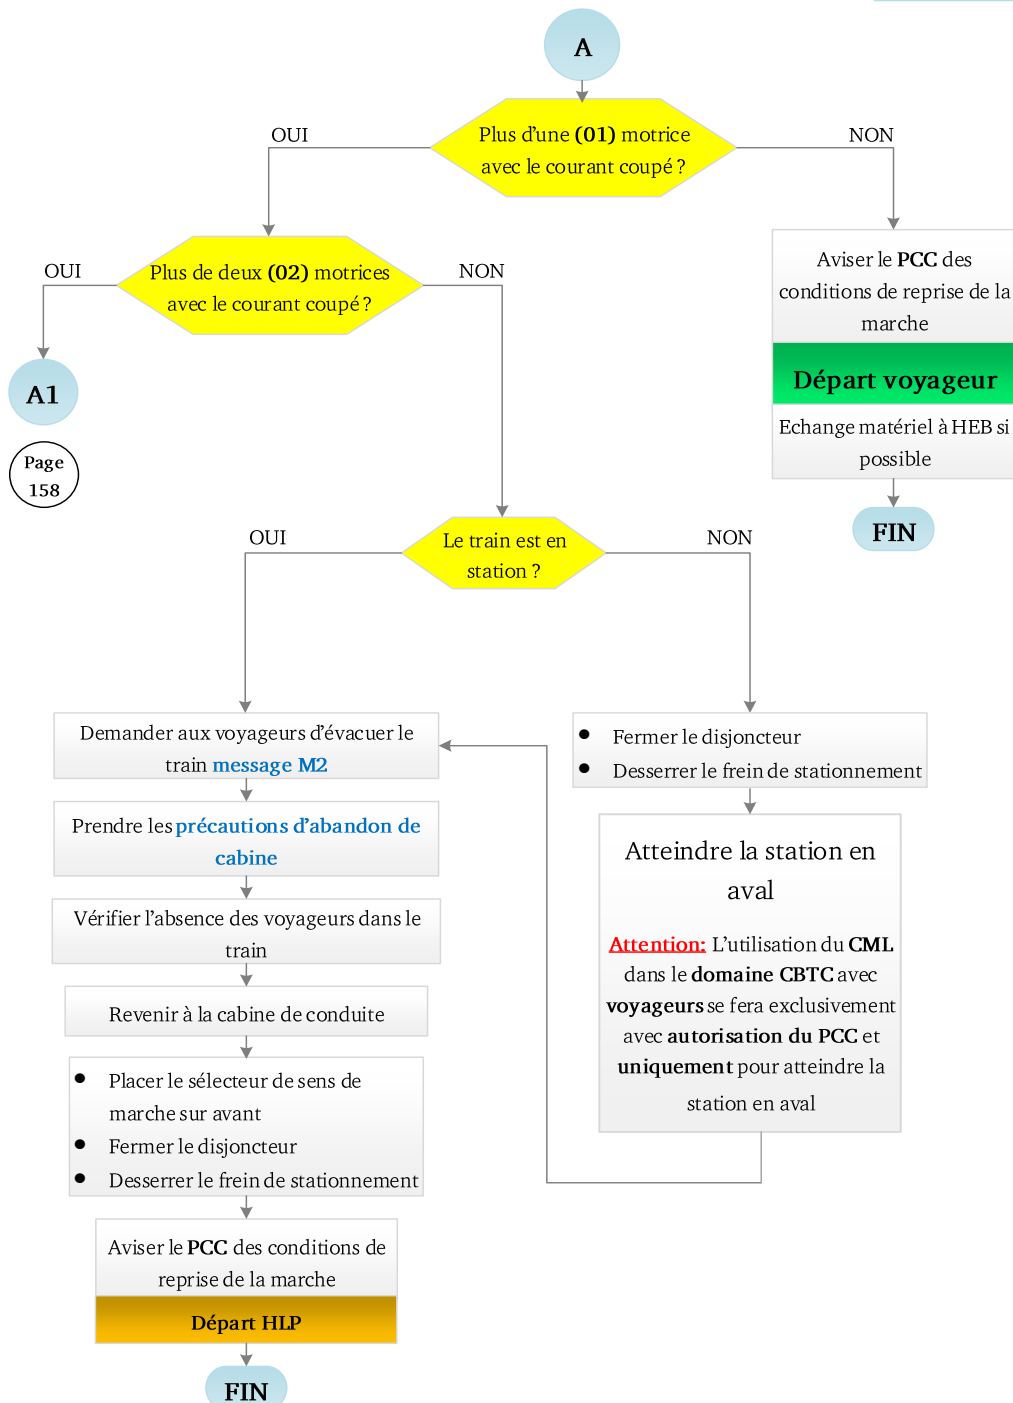 A
Plus d'une (01) motrice
avec le courant coupé ?
OUI
NON
Plus de deux (02) motrices
avec le courant coupé ?
OUI
NON
A1
Page
158
Aviser le PCC des
conditions de reprise de la
marche
Départ voyageur
Echange matériel à HEB si
possible
FIN
Le train est en
station ?
OUI
NON
Demander aux voyageurs d'évacuer le
train message M2
Prendre les précautions d'abandon de
cabine
Vérifier l'absence des voyageurs dans le
train
Revenir à la cabine de conduite
• Placer le sélecteur de sens de
marche sur avant
• Fermer le disjoncteur
• Desserrer le frein de stationnement
Aviser le PCC des conditions de
reprise de la marche
Départ HLP
FIN
• Fermer le disjoncteur
• Desserrer le frein de stationnement
Atteindre la station en
aval
Attention: L'utilisation du CML
dans le domaine CBTC avec
voyageurs se fera exclusivement
avec autorisation du PCC et
uniquement pour atteindre la
station en aval